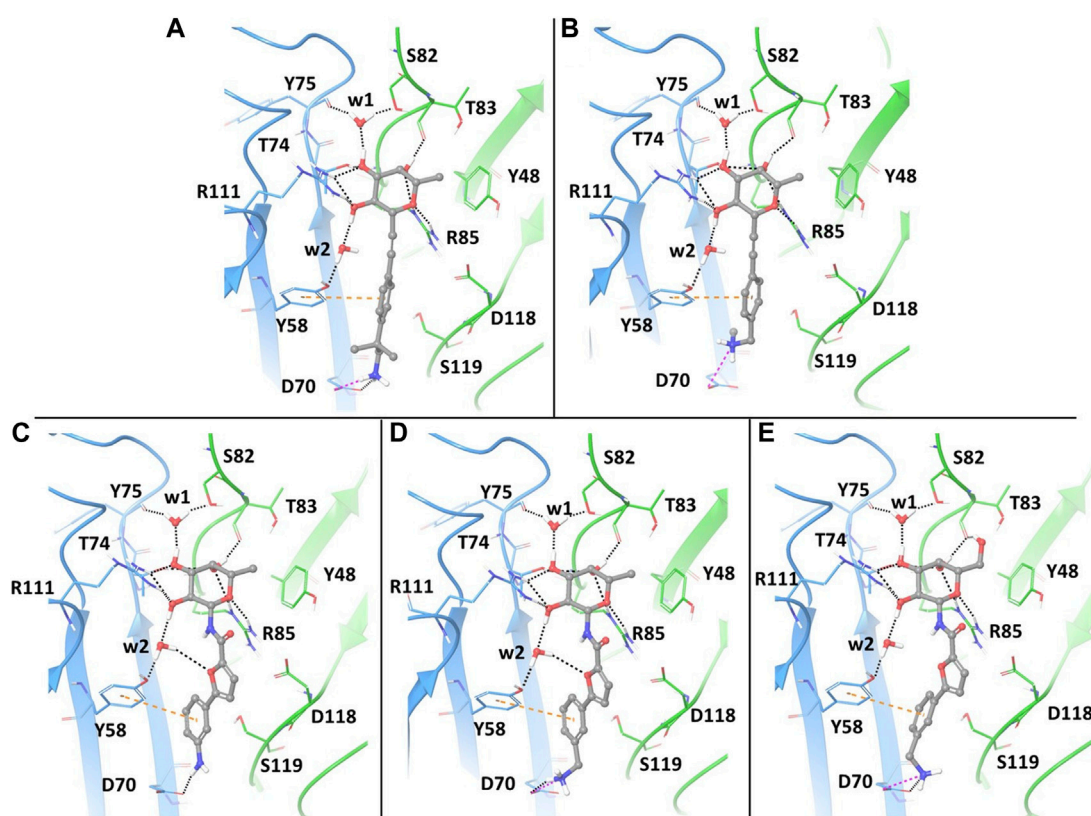 A
S82
Y75
w1
T83
T74
Y48
R111
R85
w2
D118
Y58
S119
D70
B
S82
Y75
w1
T83
T74
Y48
R111
R85
w2
D118
Y58
S119
D70
C
S82
Y75
w1
T83
T74
Y48
R111
R85
w2
D118
Y58
S119
D70
D
S82
Y75
w1
T83
T74
Y48
R111
R85
w2
D118
Y58
S119
D70
E
S82
Y75
w1
T83
T74
Y48
R111
R85
w2
D118
Y58
S119
D70